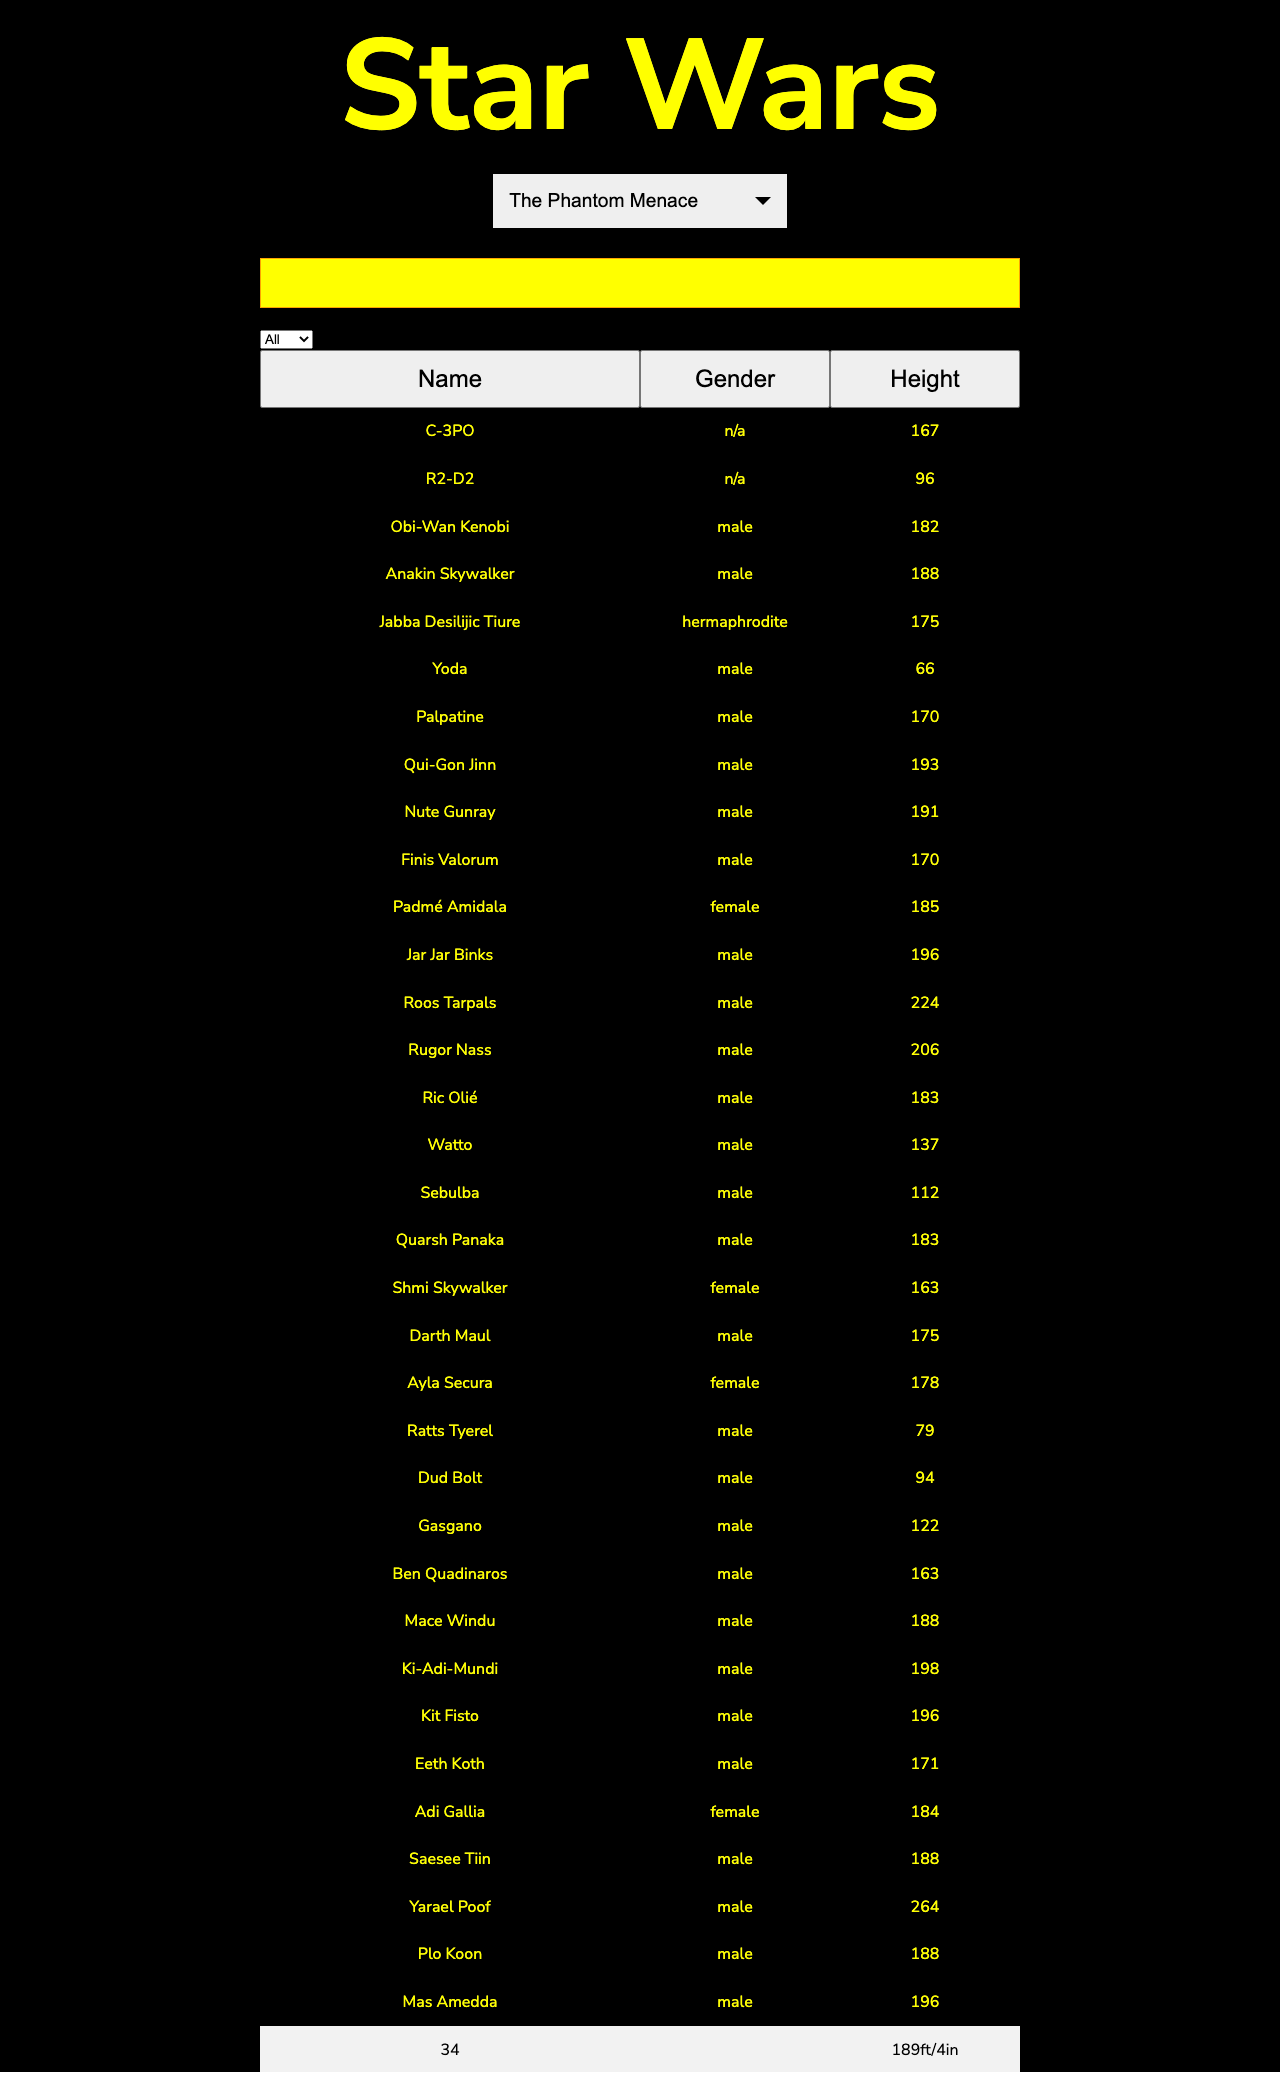 Star Wars
The Phantom Menace
All
Name Gender Height
C-3PO n/a 167
R2-D2 n/a 96
Obi-Wan Kenobi male 182
Anakin Skywalker male 188
Jabba Desilijic Tiure hermaphrodite 175
Yoda male 66
Palpatine male 170
Qui-Gon Jinn male 193
Nute Gunray male 191
Finis Valorum male 170
Padmé Amidala female 185
Jar Jar Binks male 196
Roos Tarpals male 224
Rugor Nass male 206
Ric Olié male 183
Watto male 137
Sebulba male 112
Quarsh Panaka male 183
Shmi Skywalker female 163
Darth Maul male 175
Ayla Secura female 178
Ratts Tyerel male 79
Dud Bolt male 94
Gasgano male 122
Ben Quadinaros male 163
Mace Windu male 188
Ki-Adi-Mundi male 198
Kit Fisto male 196
Eeth Koth male 171
Adi Gallia female 184
Saesee Tiin male 188
Yarael Poof male 264
Plo Koon male 188
Mas Amedda male 196
34 189ft/4in